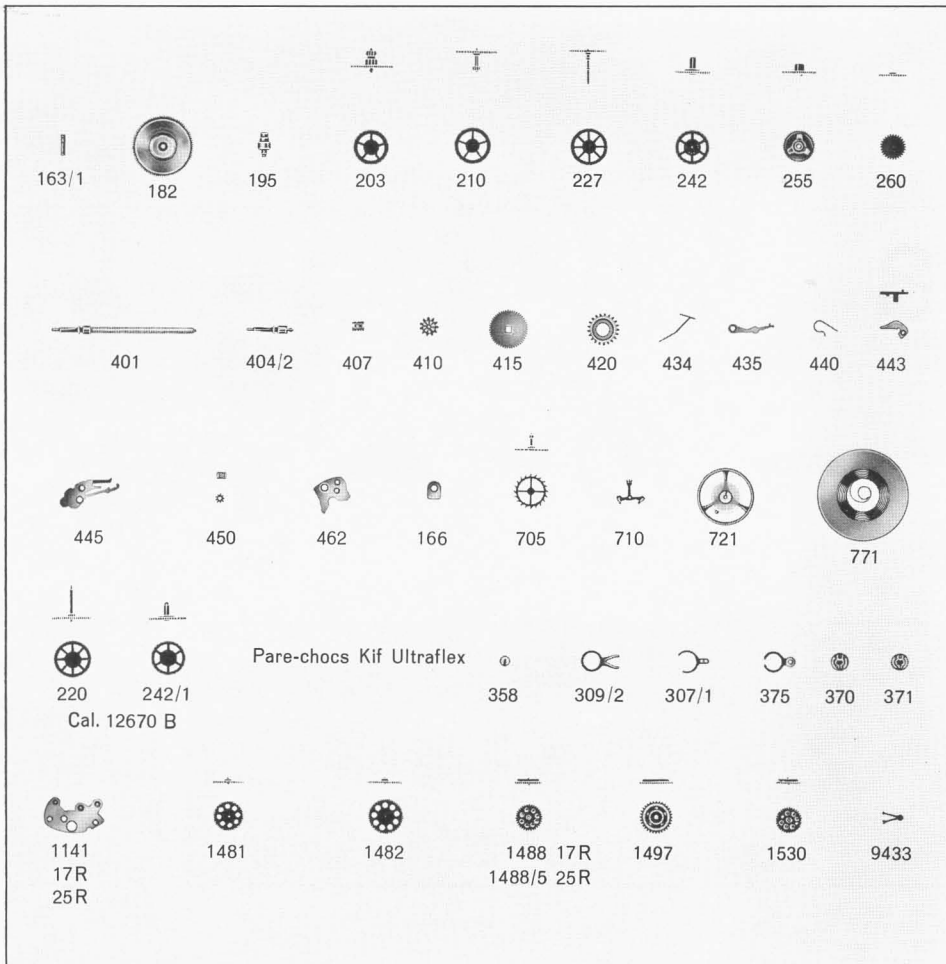 163/1 182 195 203 210 227 242 255 260
401 404/2 407 410 415 420 434 435 440 443
445 450 462 166 705 710 721 771
Pare-chocs Kif Ultraflex
220 242/1 358 309/2 307/1 375 370 371
Cal. 12670 B
1141 1481 1482 1488 17R 1497 1530 9433
17R 1488/5 25R
25R